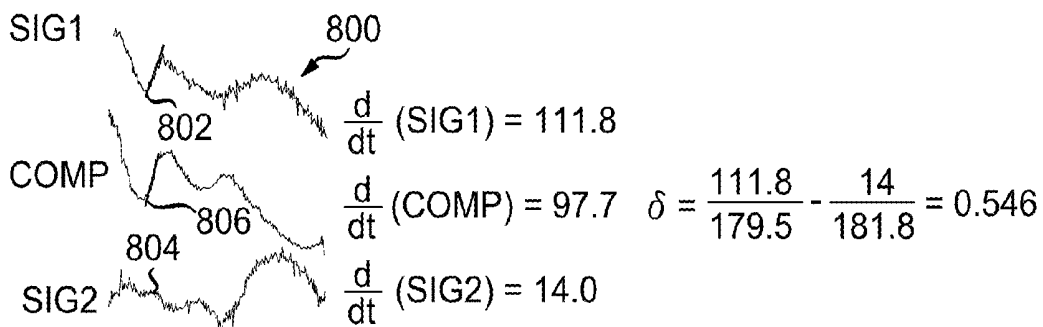 SIG1
800
802
d/dt (SIG1) = 111.8
COMP
806
d/dt (COMP) = 97.7
δ = 111.8/179.5 - 14/181.8 = 0.546
804
SIG2
d/dt (SIG2) = 14.0